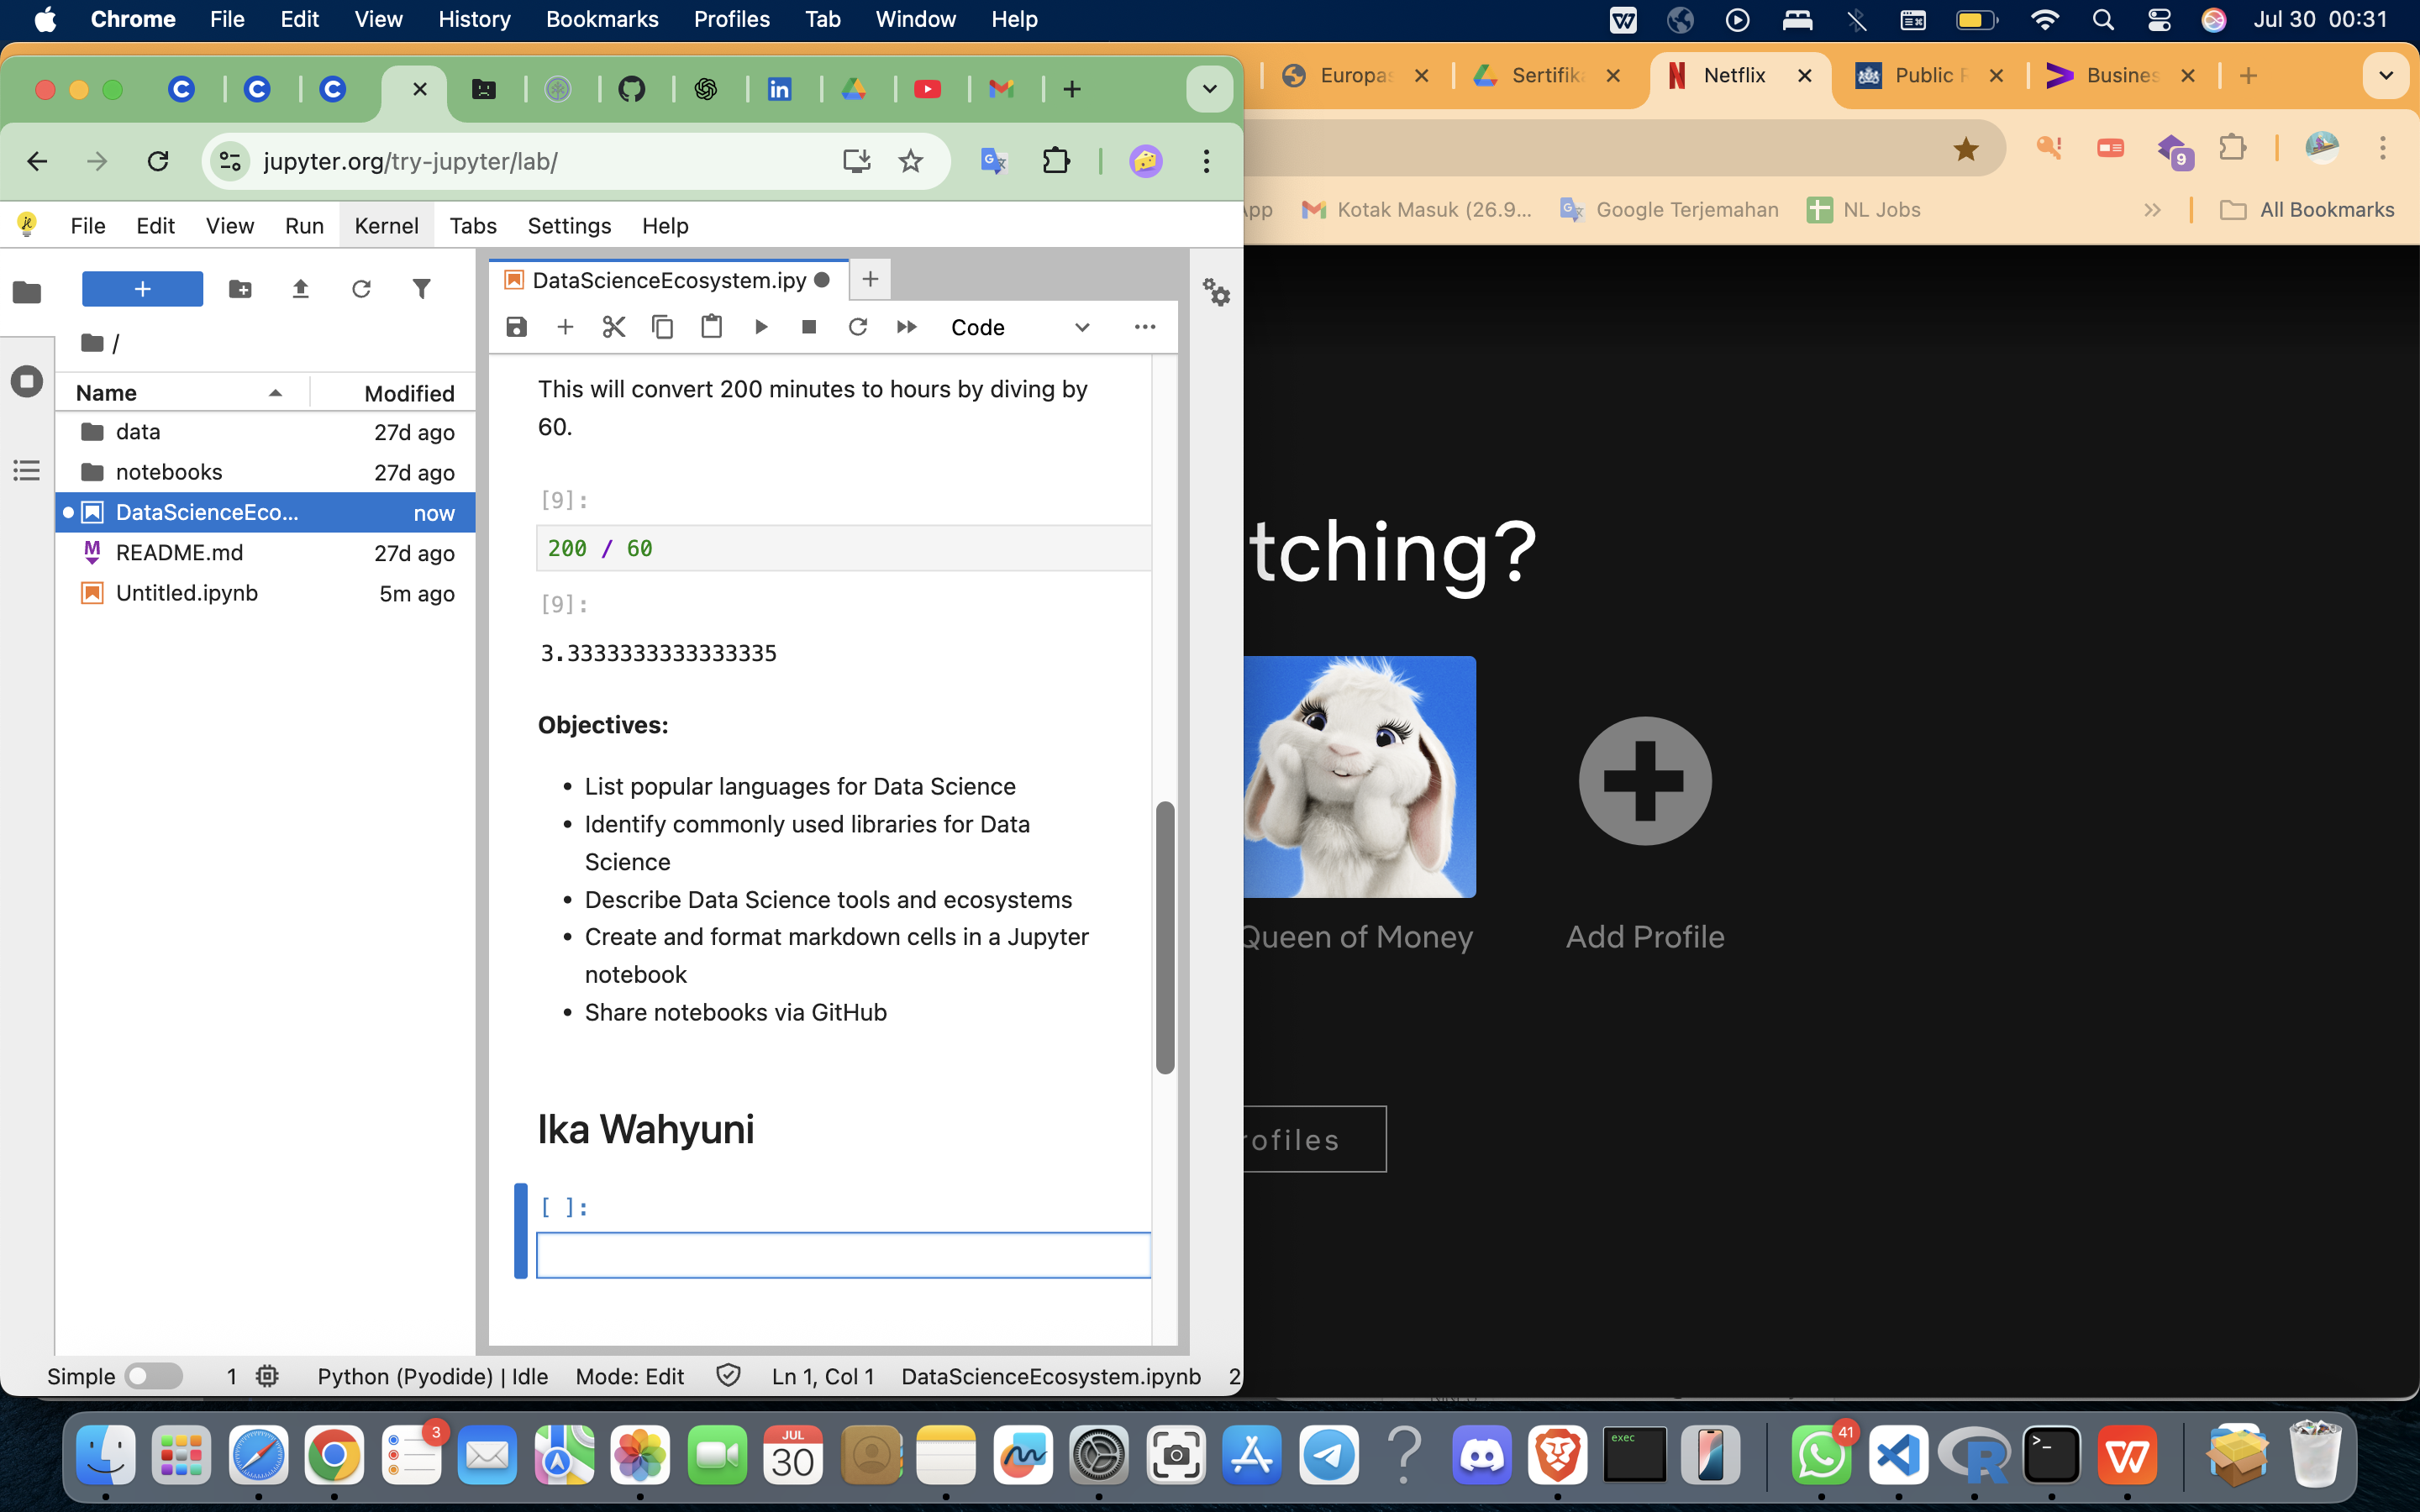 Chrome File Edit View History Bookmarks Profiles Tab Window Help Jul 30 00:31
Europas Sertifika Netflix Public Busines
jupyter.org/try-jupyter/lab/
9
Kotak Masuk (26.9... Google Terjemahan NL Jobs All Bookmarks
File Edit View Run Kernel Tabs Settings Help
DataScienceEcosystem.ipy
Code
/
Name Modified
data 27d ago
notebooks 27d ago
DataScienceEco... now
README.md 27d ago
Untitled.ipynb 5m ago
This will convert 200 minutes to hours by diving by
60.
[9]:
200 / 60
[9]:
3.3333333333333335
Objectives:
• List popular languages for Data Science
• Identify commonly used libraries for Data
Science
• Describe Data Science tools and ecosystems
• Create and format markdown cells in a Jupyter
notebook
• Share notebooks via GitHub
Ika Wahyuni
[ ]:
tching?
Queen of Money Add Profile
rofiles
Simple 1 Python (Pyodide) | Idle Mode: Edit Ln 1, Col 1 DataScienceEcosystem.ipynb 2
3
JUL
30
exec
41